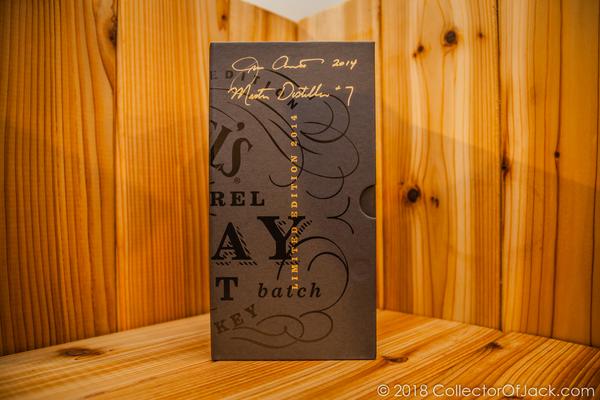 2014
Master Distiller #7
EDITION
L'S®
REL
LIMITED EDITION 2014
AY
T batch
KEY
© 2018 CollectorOfJack.com